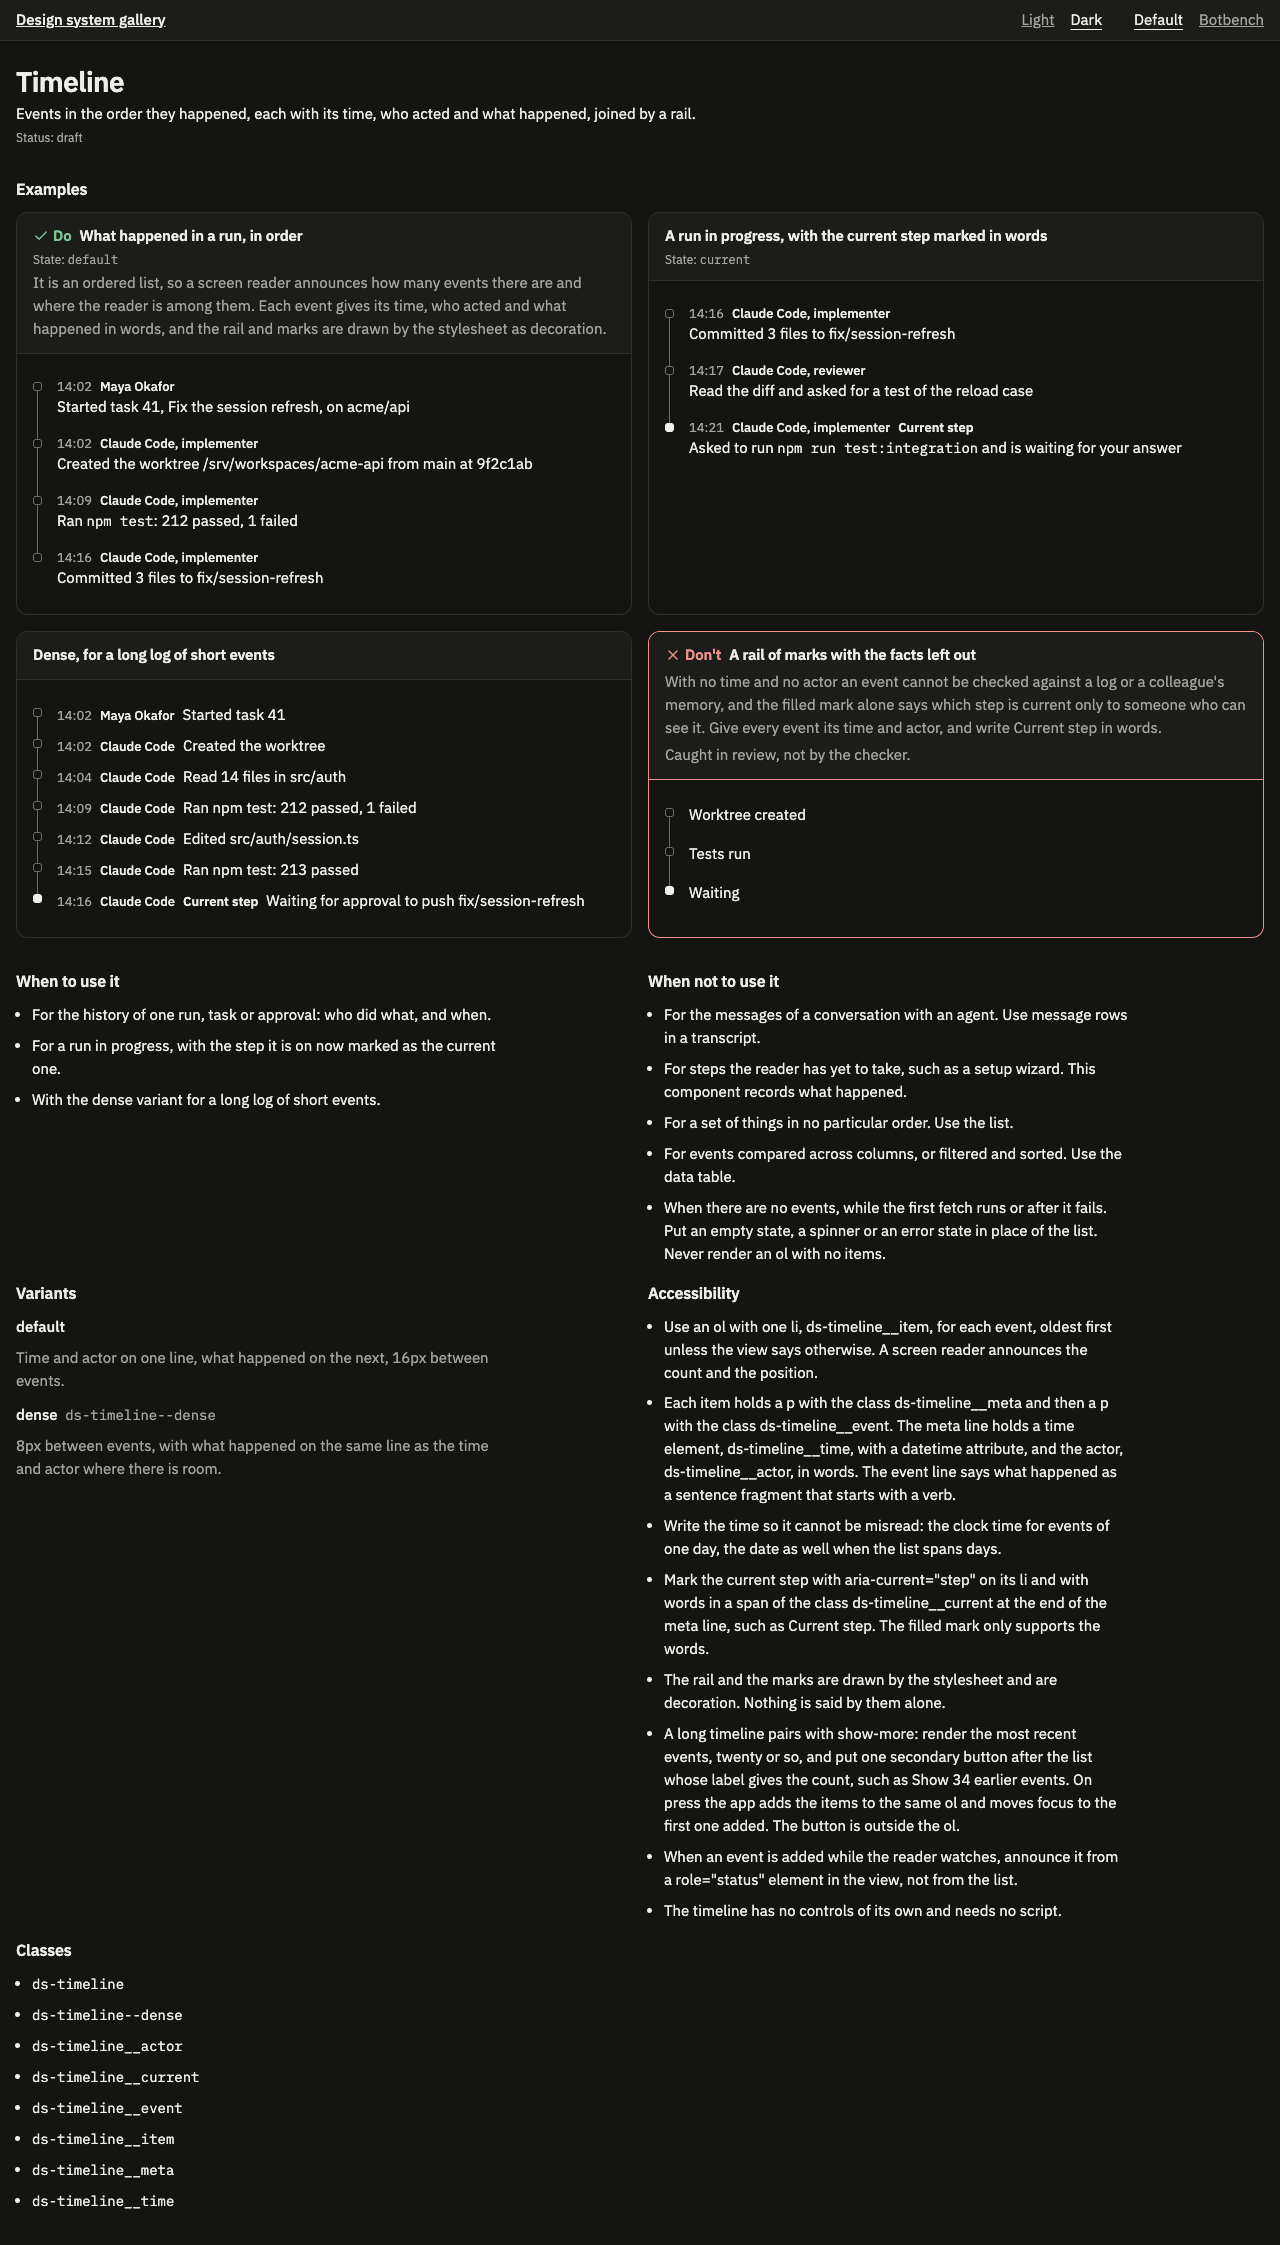 Design system gallery
Light Dark Default Botbench
Timeline
Events in the order they happened, each with its time, who acted and what happened, joined by a rail.
Status: draft
Examples
Do What happened in a run, in order
State: default
It is an ordered list, so a screen reader announces how many events there are and
where the reader is among them. Each event gives its time, who acted and what
happened in words, and the rail and marks are drawn by the stylesheet as decoration.
14:02 Maya Okafor
Started task 41, Fix the session refresh, on acme/api
14:02 Claude Code, implementer
Created the worktree /srv/workspaces/acme-api from main at 9f2c1ab
14:09 Claude Code, implementer
Ran npm test: 212 passed, 1 failed
14:16 Claude Code, implementer
Committed 3 files to fix/session-refresh
A run in progress, with the current step marked in words
State: current
14:16 Claude Code, implementer
Committed 3 files to fix/session-refresh
14:17 Claude Code, reviewer
Read the diff and asked for a test of the reload case
14:21 Claude Code, implementer Current step
Asked to run npm run test:integration and is waiting for your answer
Dense, for a long log of short events
14:02 Maya Okafor Started task 41
14:02 Claude Code Created the worktree
14:04 Claude Code Read 14 files in src/auth
14:09 Claude Code Ran npm test: 212 passed, 1 failed
14:12 Claude Code Edited src/auth/session.ts
14:15 Claude Code Ran npm test: 213 passed
14:16 Claude Code Current step Waiting for approval to push fix/session-refresh
Don't A rail of marks with the facts left out
With no time and no actor an event cannot be checked against a log or a colleague's
memory, and the filled mark alone says which step is current only to someone who can
see it. Give every event its time and actor, and write Current step in words.
Caught in review, not by the checker.
Worktree created
Tests run
Waiting
When to use it
For the history of one run, task or approval: who did what, and when.
For a run in progress, with the step it is on now marked as the current
one.
With the dense variant for a long log of short events.
When not to use it
For the messages of a conversation with an agent. Use message rows
in a transcript.
For steps the reader has yet to take, such as a setup wizard. This
component records what happened.
For a set of things in no particular order. Use the list.
For events compared across columns, or filtered and sorted. Use the
data table.
When there are no events, while the first fetch runs or after it fails.
Put an empty state, a spinner or an error state in place of the list.
Never render an ol with no items.
Variants
default
Time and actor on one line, what happened on the next, 16px between
events.
dense ds-timeline--dense
8px between events, with what happened on the same line as the time
and actor where there is room.
Accessibility
Use an ol with one li, ds-timeline__item, for each event, oldest first
unless the view says otherwise. A screen reader announces the
count and the position.
Each item holds a p with the class ds-timeline__meta and then a p
with the class ds-timeline__event. The meta line holds a time
element, ds-timeline__time, with a datetime attribute, and the actor,
ds-timeline__actor, in words. The event line says what happened as
a sentence fragment that starts with a verb.
Write the time so it cannot be misread: the clock time for events of
one day, the date as well when the list spans days.
Mark the current step with aria-current="step" on its li and with
words in a span of the class ds-timeline__current at the end of the
meta line, such as Current step. The filled mark only supports the
words.
The rail and the marks are drawn by the stylesheet and are
decoration. Nothing is said by them alone.
A long timeline pairs with show-more: render the most recent
events, twenty or so, and put one secondary button after the list
whose label gives the count, such as Show 34 earlier events. On
press the app adds the items to the same ol and moves focus to the
first one added. The button is outside the ol.
When an event is added while the reader watches, announce it from
a role="status" element in the view, not from the list.
The timeline has no controls of its own and needs no script.
Classes
ds-timeline
ds-timeline--dense
ds-timeline__actor
ds-timeline__current
ds-timeline__event
ds-timeline__item
ds-timeline__meta
ds-timeline__time